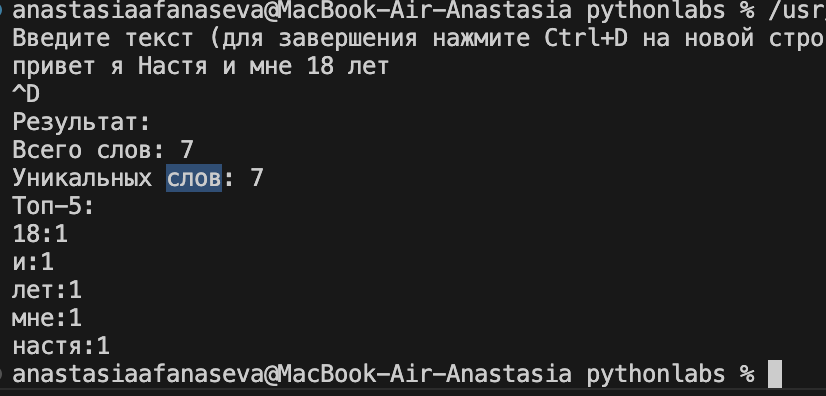 anastasiaafanaseva@MacBook-Air-Anastasia pythonlabs % /usr/
Введите текст (для завершения нажмите Ctrl+D на новой стро
привет я Настя и мне 18 лет
^D
Результат:
Всего слов: 7
Уникальных слов: 7
Топ-5:
18:1
и:1
лет:1
мне:1
настя:1
anastasiaafanaseva@MacBook-Air-Anastasia pythonlabs %